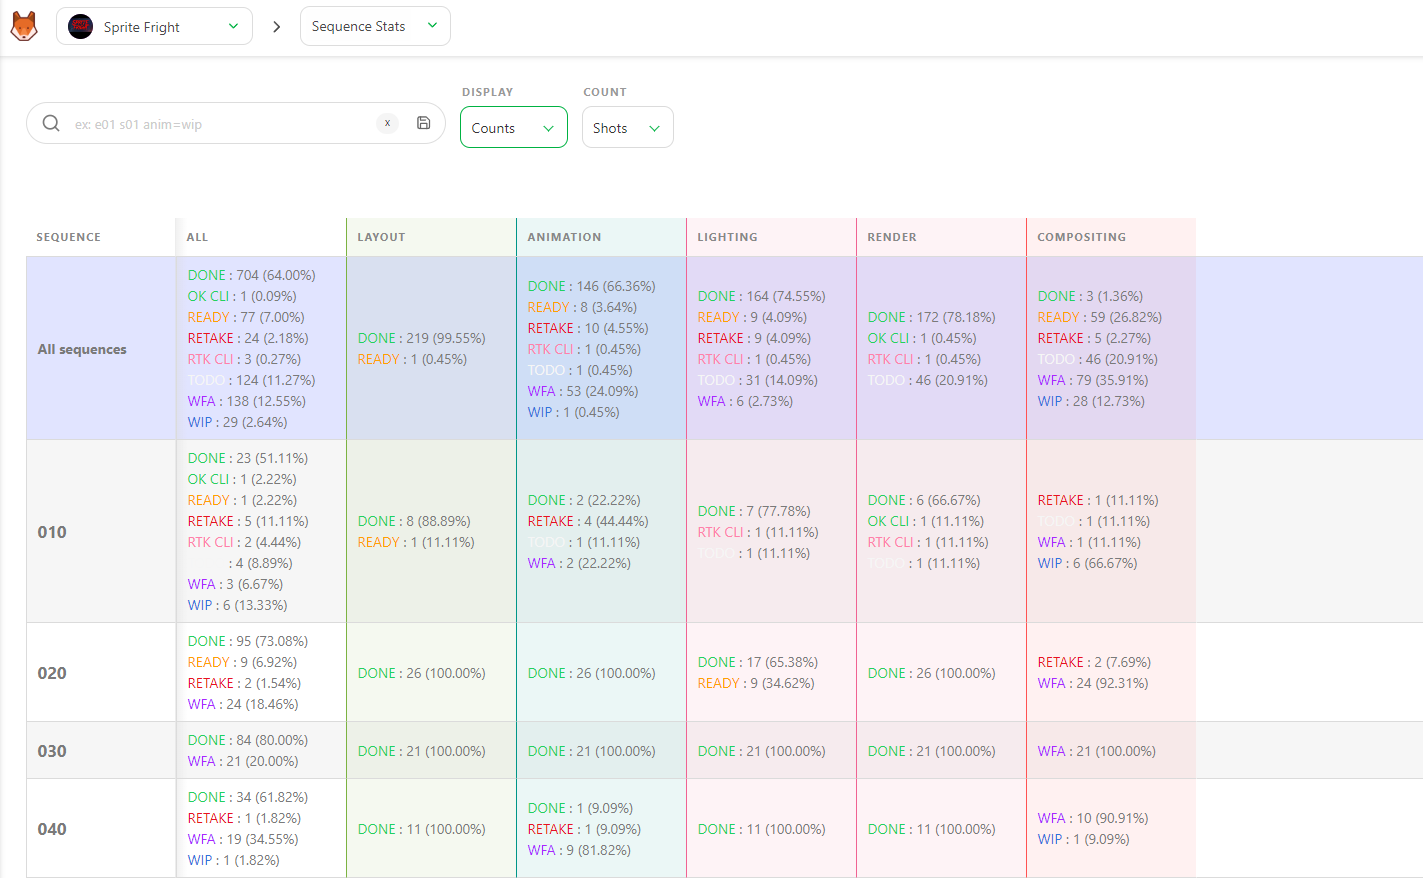 Sprite Fright
Sequence Stats
DISPLAY
COUNT
ex: e01 s01 anim=wip
x
Counts
Shots
SEQUENCE
ALL
LAYOUT
ANIMATION
LIGHTING
RENDER
COMPOSITING
All sequences
DONE : 704 (64.00%)
OK CLI : 1 (0.09%)
READY : 77 (7.00%)
RETAKE : 24 (2.18%)
RTK CLI : 3 (0.27%)
TODO : 124 (11.27%)
WFA : 138 (12.55%)
WIP : 29 (2.64%)
DONE : 219 (99.55%)
READY : 1 (0.45%)
DONE : 146 (66.36%)
READY : 8 (3.64%)
RETAKE : 10 (4.55%)
RTK CLI : 1 (0.45%)
TODO : 1 (0.45%)
WFA : 53 (24.09%)
WIP : 1 (0.45%)
DONE : 164 (74.55%)
READY : 9 (4.09%)
RETAKE : 9 (4.09%)
RTK CLI : 1 (0.45%)
TODO : 31 (14.09%)
WFA : 6 (2.73%)
DONE : 172 (78.18%)
OK CLI : 1 (0.45%)
RTK CLI : 1 (0.45%)
TODO : 46 (20.91%)
DONE : 3 (1.36%)
READY : 59 (26.82%)
RETAKE : 5 (2.27%)
TODO : 46 (20.91%)
WFA : 79 (35.91%)
WIP : 28 (12.73%)
010
DONE : 23 (51.11%)
OK CLI : 1 (2.22%)
READY : 1 (2.22%)
RETAKE : 5 (11.11%)
RTK CLI : 2 (4.44%)
: 4 (8.89%)
WFA : 3 (6.67%)
WIP : 6 (13.33%)
DONE : 8 (88.89%)
READY : 1 (11.11%)
DONE : 2 (22.22%)
RETAKE : 4 (44.44%)
TODO : 1 (11.11%)
WFA : 2 (22.22%)
DONE : 7 (77.78%)
RTK CLI : 1 (11.11%)
TODO : 1 (11.11%)
DONE : 6 (66.67%)
OK CLI : 1 (11.11%)
RTK CLI : 1 (11.11%)
TODO : 1 (11.11%)
RETAKE : 1 (11.11%)
TODO : 1 (11.11%)
WFA : 1 (11.11%)
WIP : 6 (66.67%)
020
DONE : 95 (73.08%)
READY : 9 (6.92%)
RETAKE : 2 (1.54%)
WFA : 24 (18.46%)
DONE : 26 (100.00%)
DONE : 26 (100.00%)
DONE : 17 (65.38%)
READY : 9 (34.62%)
DONE : 26 (100.00%)
RETAKE : 2 (7.69%)
WFA : 24 (92.31%)
030
DONE : 84 (80.00%)
WFA : 21 (20.00%)
DONE : 21 (100.00%)
DONE : 21 (100.00%)
DONE : 21 (100.00%)
DONE : 21 (100.00%)
WFA : 21 (100.00%)
040
DONE : 34 (61.82%)
RETAKE : 1 (1.82%)
WFA : 19 (34.55%)
WIP : 1 (1.82%)
DONE : 11 (100.00%)
DONE : 1 (9.09%)
RETAKE : 1 (9.09%)
WFA : 9 (81.82%)
DONE : 11 (100.00%)
DONE : 11 (100.00%)
WFA : 10 (90.91%)
WIP : 1 (9.09%)